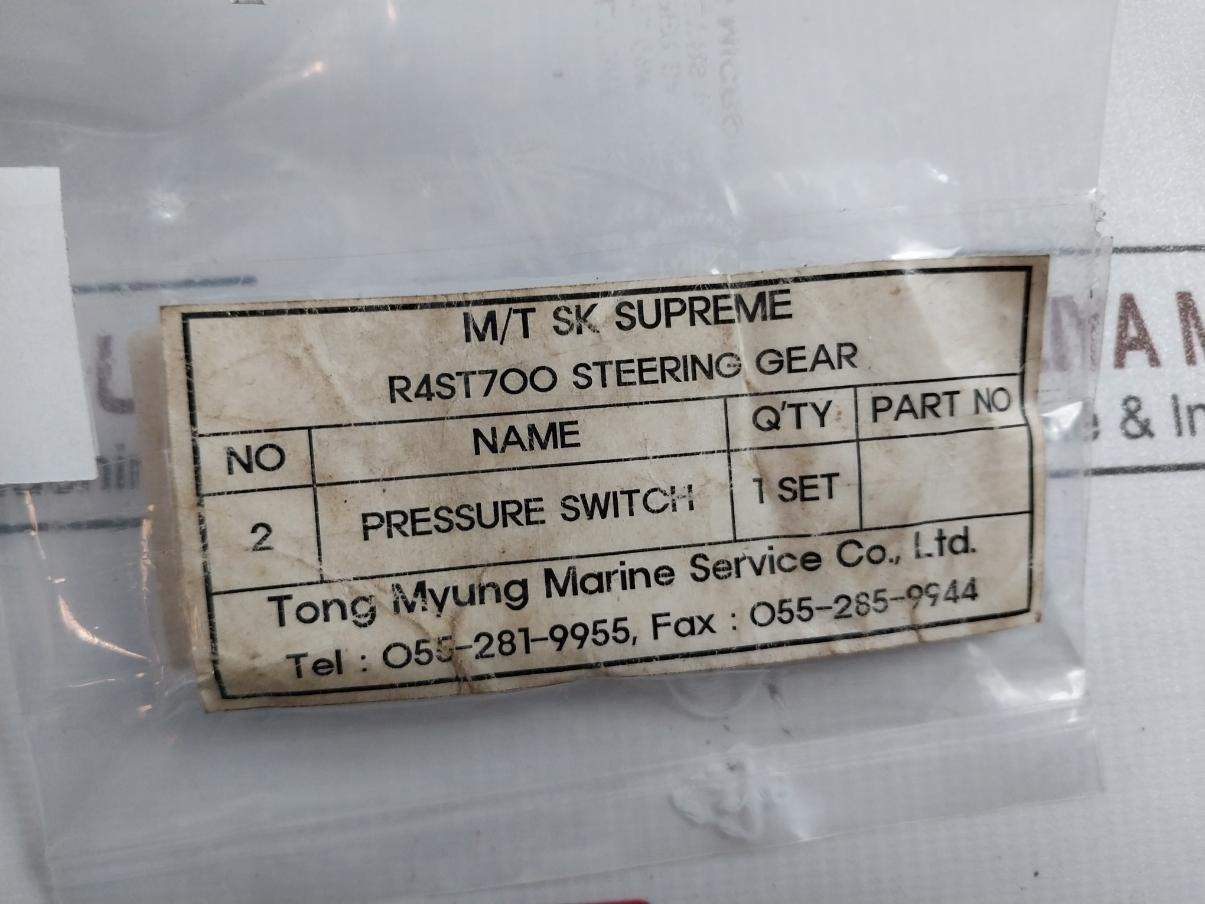 M/T SK SUPREME
R4ST700 STEERING GEAR
NO NAME Q'TY PART NO
2 PRESSURE SWITCH 1 SET
Tong Myung Marine Service Co., Ltd.
Tel : 055-281-9955, Fax : 055-285-9944
& In